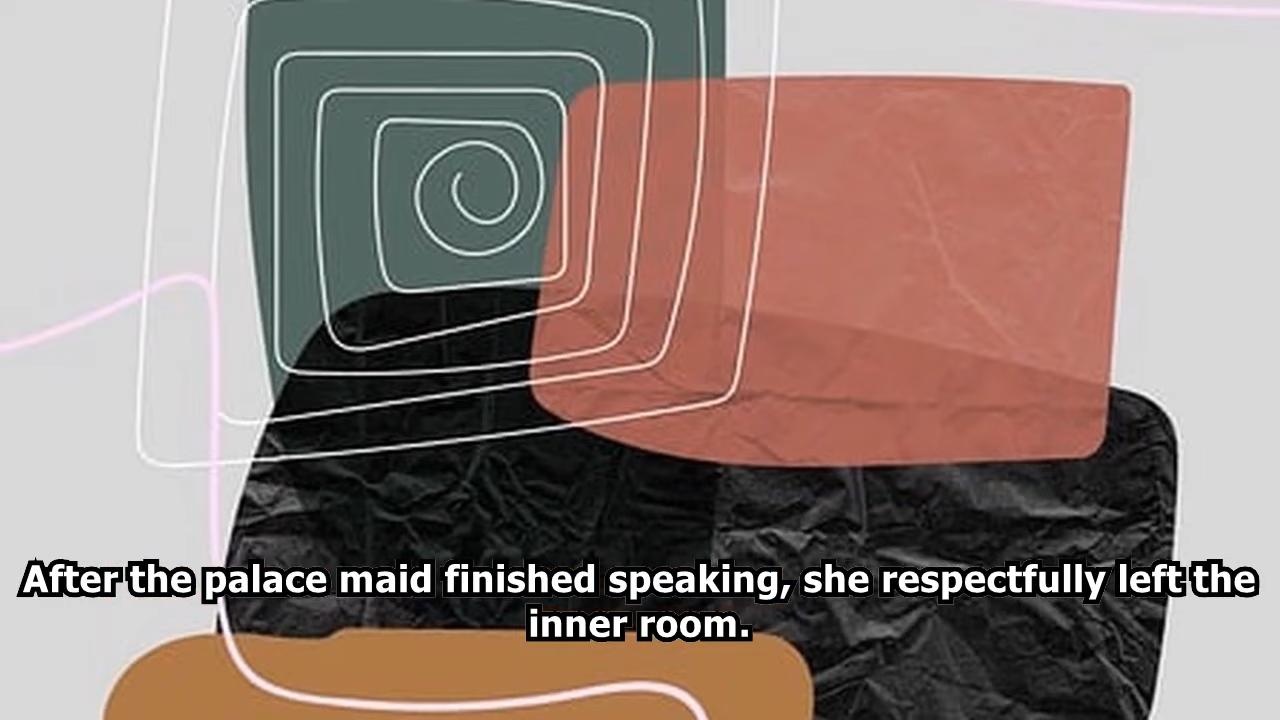 After the palace maid finished speaking, she respectfully left the
inner room.